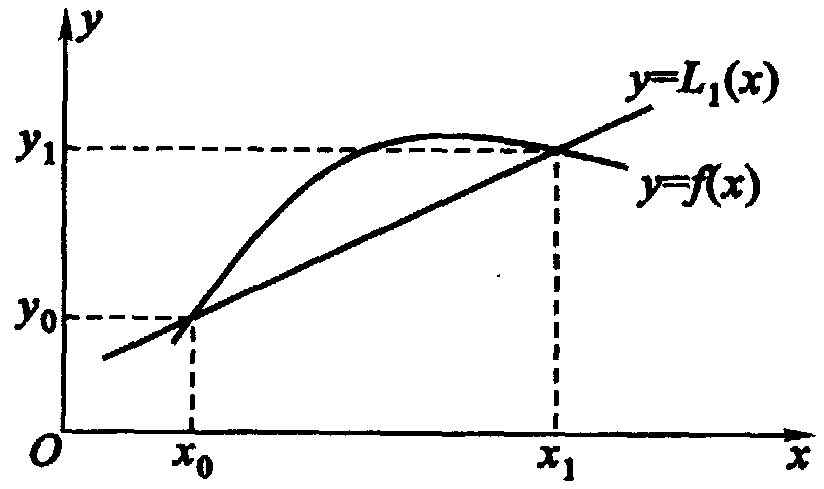 y
y=L₁(x)
y₁
y=f(x)
y₀
O
x₀
x₁
x